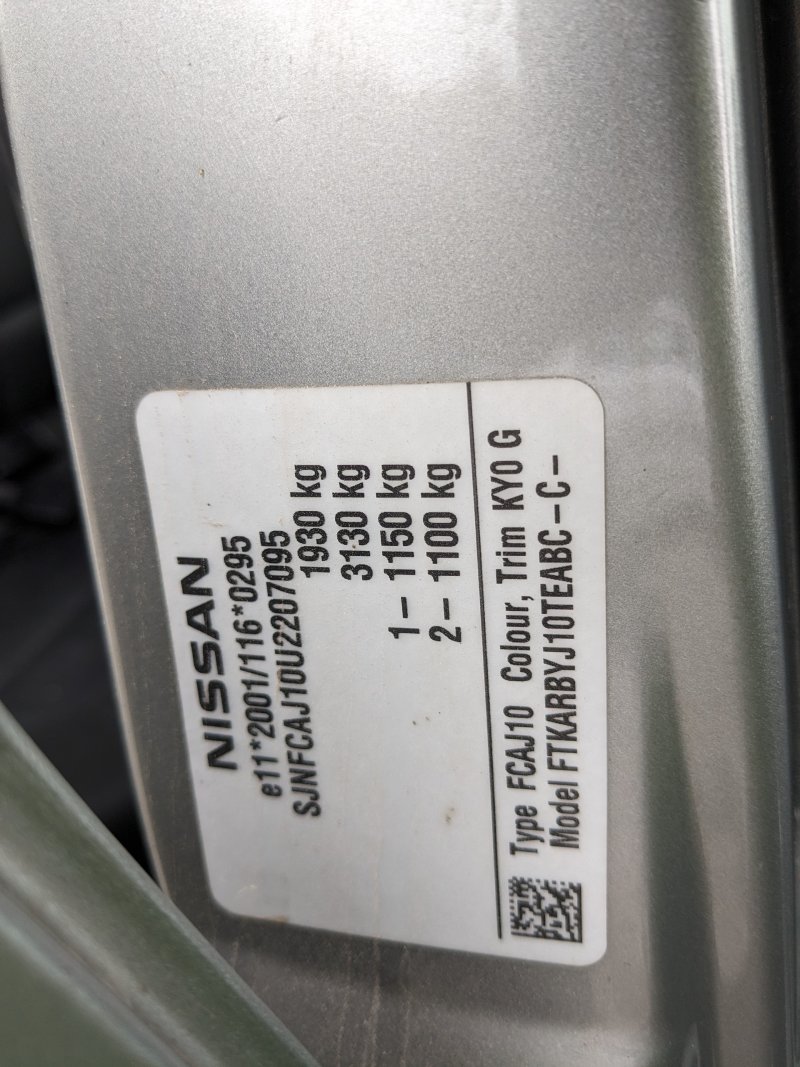 NISSAN
e11*2001/116*0295
SJNFCAJ10U2207095
1930 kg
3130 kg
1– 1150 kg
2– 1100 kg
Type FCAJ10 Colour, Trim KY0 G
Model FTKARBYJ10TEABC–C–